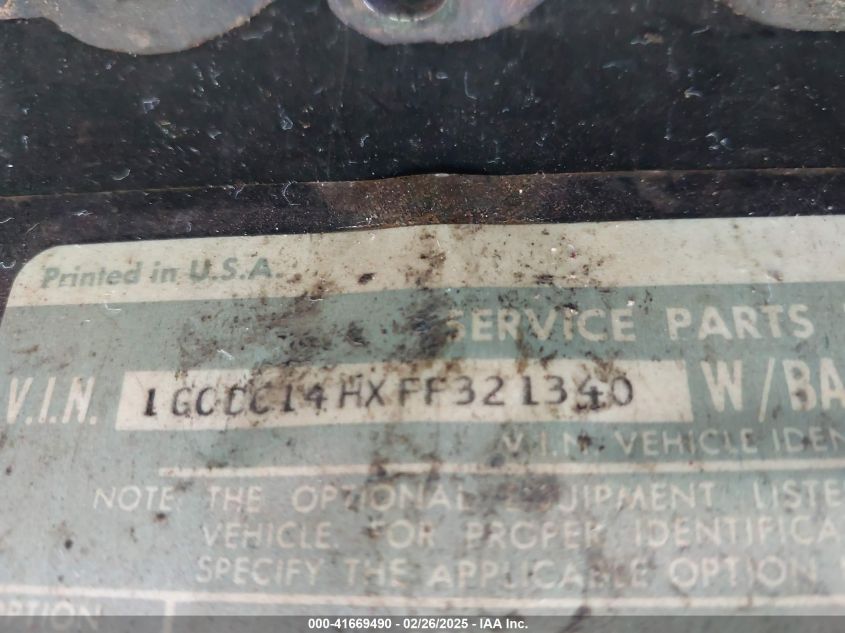 Printed in U.S.A.
SERVICE PARTS
V.I.N. 1GCDC14HXFF321340 W/BA
V.I.N. VEHICLE IDEN
NOTE: THE OPTIONAL EQUIPMENT LISTE
VEHICLE FOR PROPER IDENTIFICA
SPECIFY THE APPLICABLE OPTION
OPTION
000-41669490 - 02/26/2025 - IAA Inc.